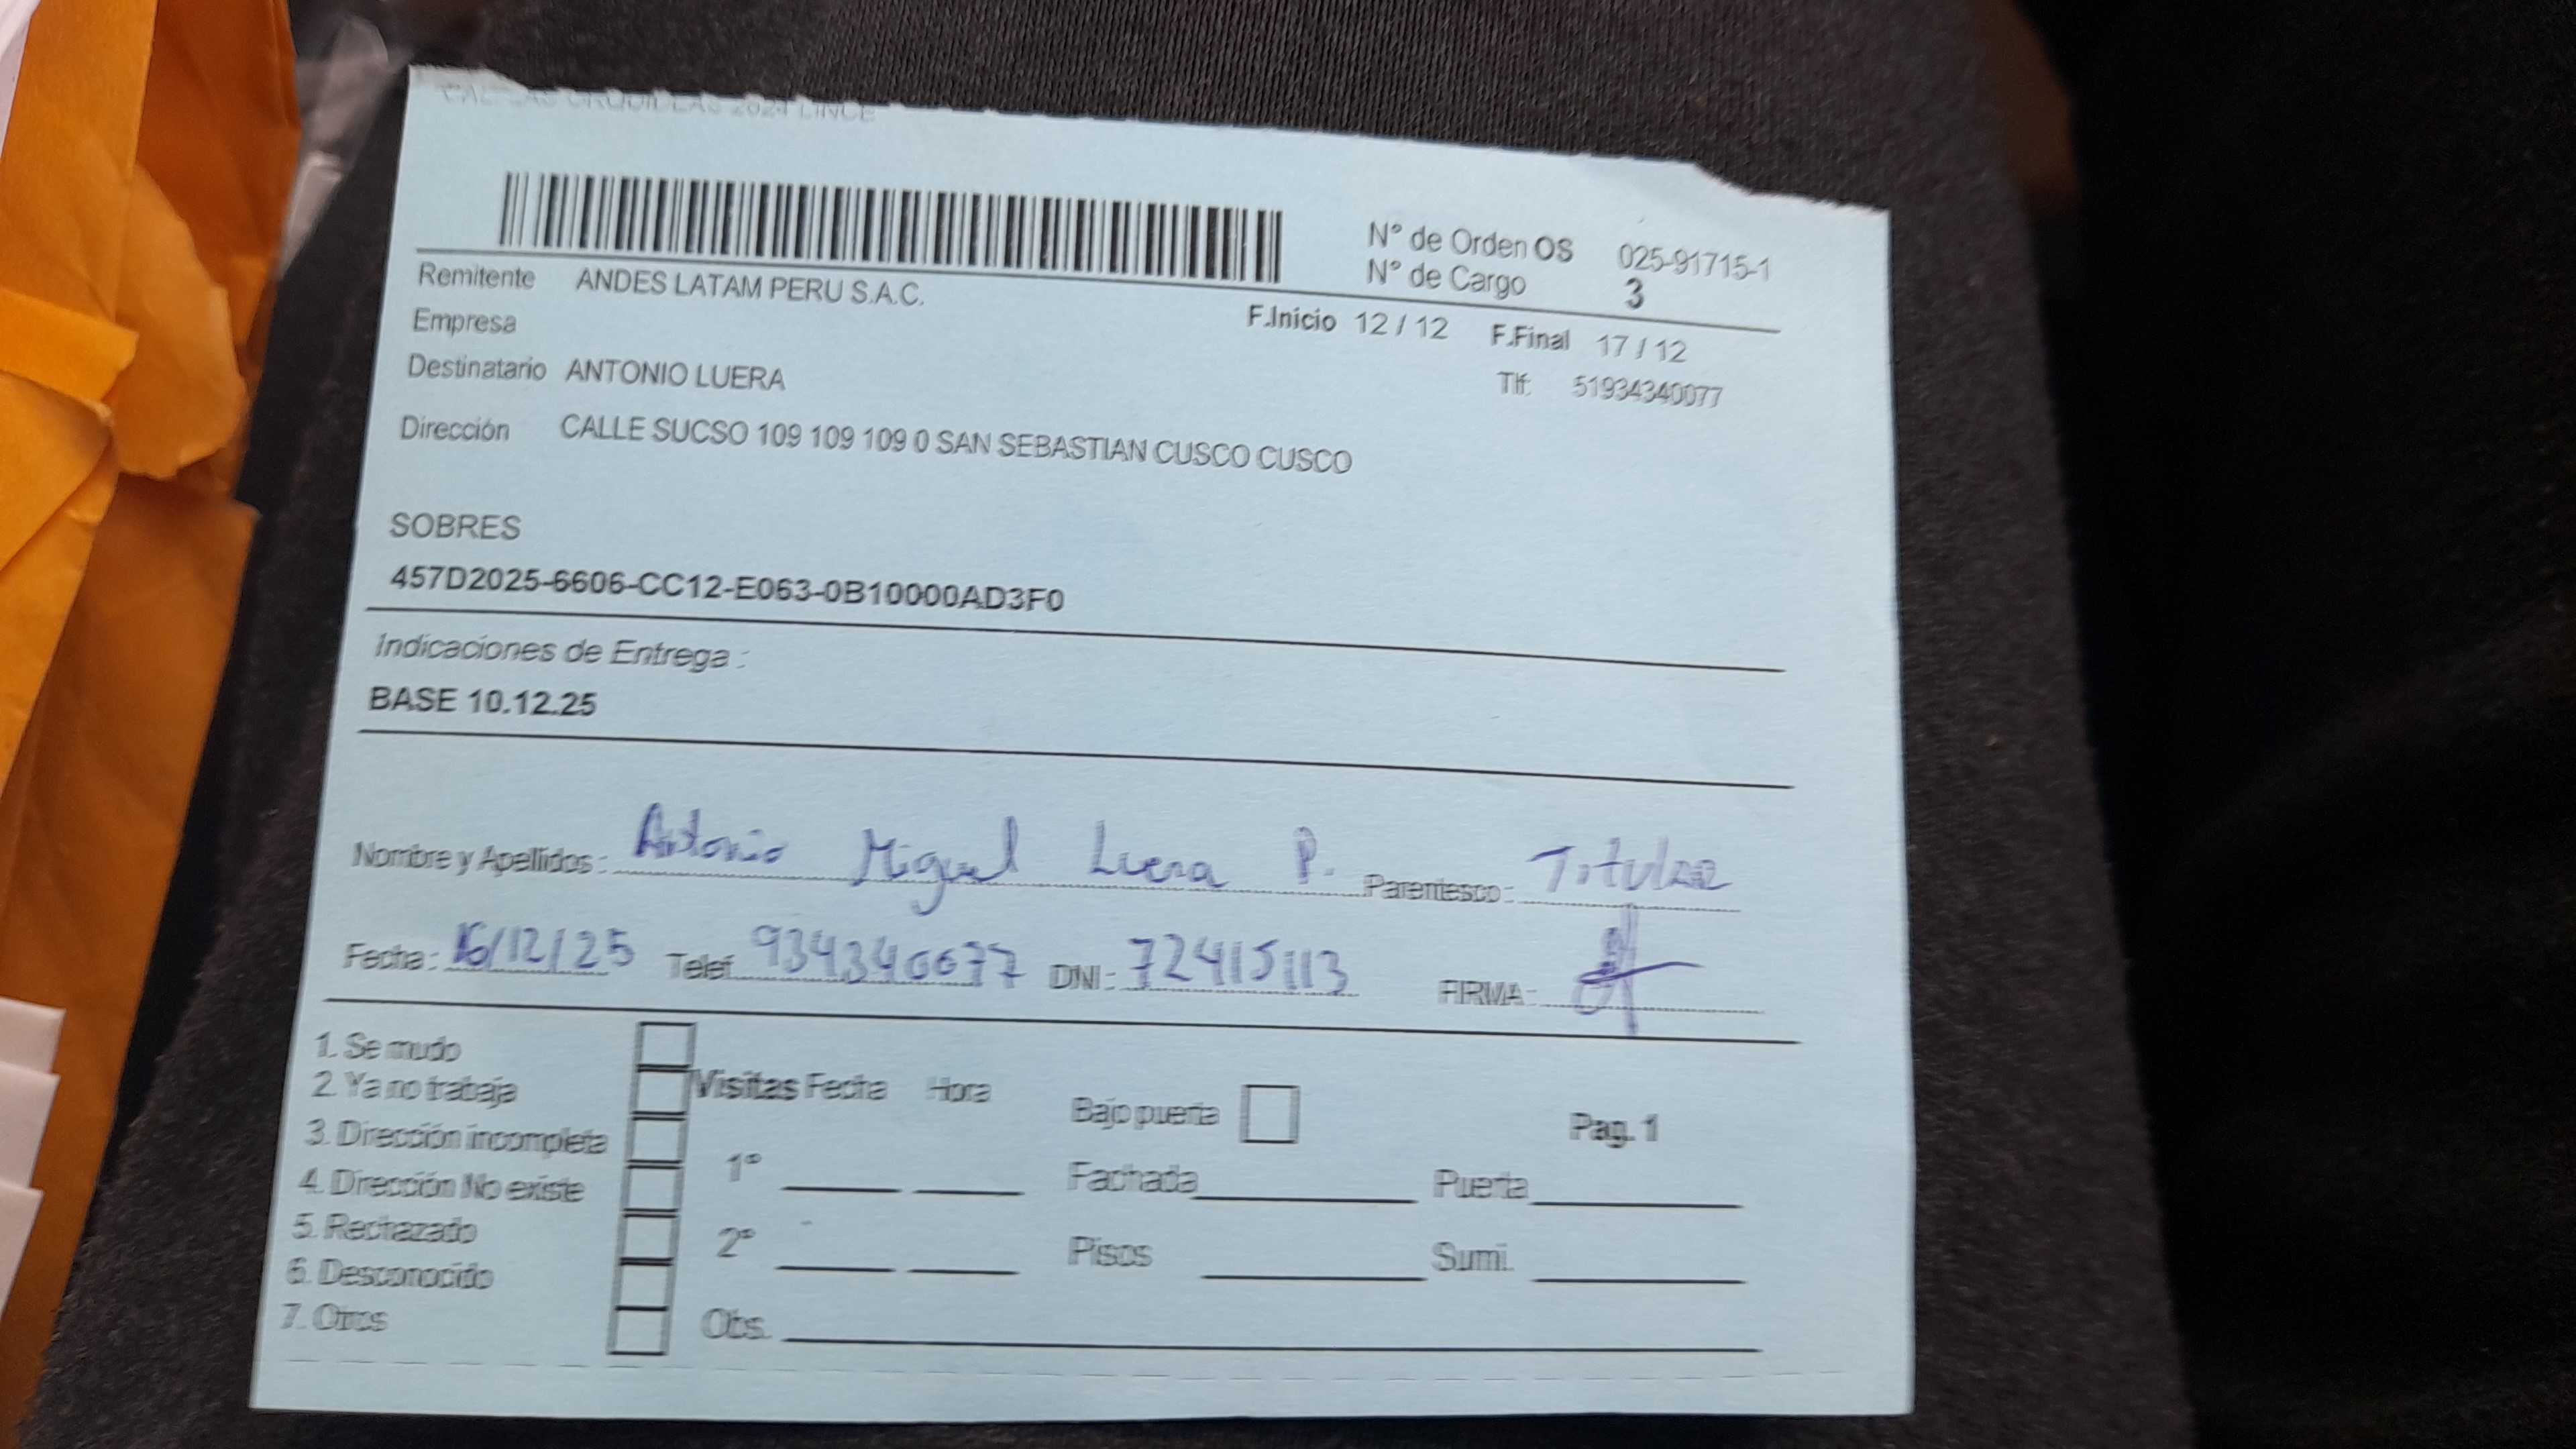 LINCE
Nº de Orden OS 025-91715-1
Nº de Cargo 3
Remitente ANDES LATAM PERU S.A.C.
Empresa F.Inicio 12 / 12 F.Final 17 / 12
Destinatario ANTONIO LUERA Tlf: 51934340077
Dirección CALLE SUCSO 109 109 109 0 SAN SEBASTIAN CUSCO CUSCO
SOBRES
457D2025-6606-CC12-E063-0B10000AD3F0
Indicaciones de Entrega :
BASE 10.12.25
Nombre y Apellidos : Antonio Miguel Luera P. Parentesco : Titular
Fecha : 16/12/25 Telef. 934340077 DNI : 72415113 FIRMA :
1. Se mudo
2. Ya no trabaja Visitas Fecha Hora Bajo puerta Pag. 1
3. Dirección incompleta
4. Dirección No existe 1º Fachada Puerta
5. Rechazado
6. Desconocido 2º Pisos Sumi.
7. Otros Obs.